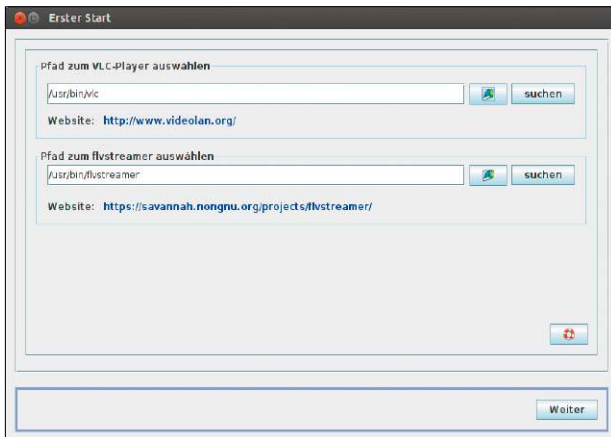 Erster Start
Pfad zum VLC-Player auswählen
/usr/bin/vlc
suchen
Website: http://www.videolan.org/
Pfad zum flvstreamer auswählen
/usr/bin/flvstreamer
suchen
Website: https://savannah.nongnu.org/projects/flvstreamer/
Weiter